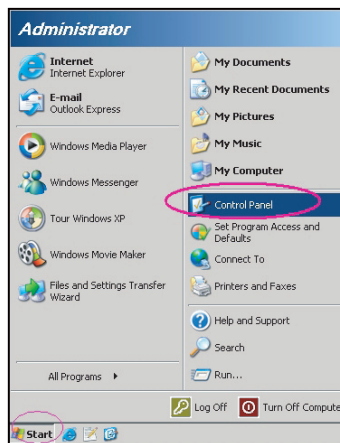 Administrator
Internet
Internet Explorer
E-mail
Outlook Express
Windows Media Player
Windows Messenger
Tour Windows XP
Windows Movie Maker
Files and Settings Transfer
Wizard
All Programs
My Documents
My Recent Documents
My Pictures
My Music
My Computer
Control Panel
Set Program Access and
Defaults
Connect To
Printers and Faxes
Help and Support
Search
Run...
Log Off
Turn Off Compute
Start